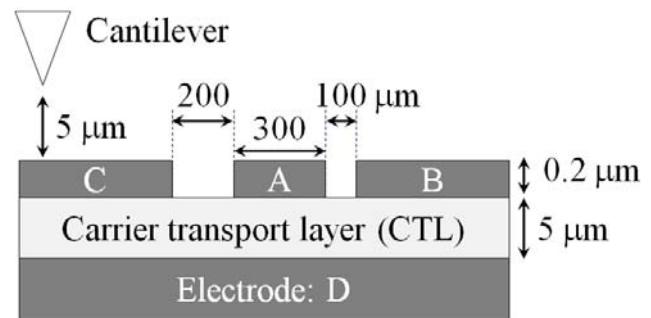 Cantilever
200
100 μm
5 μm
300
C
A
B
0.2 μm
Carrier transport layer (CTL)
5 μm
Electrode: D